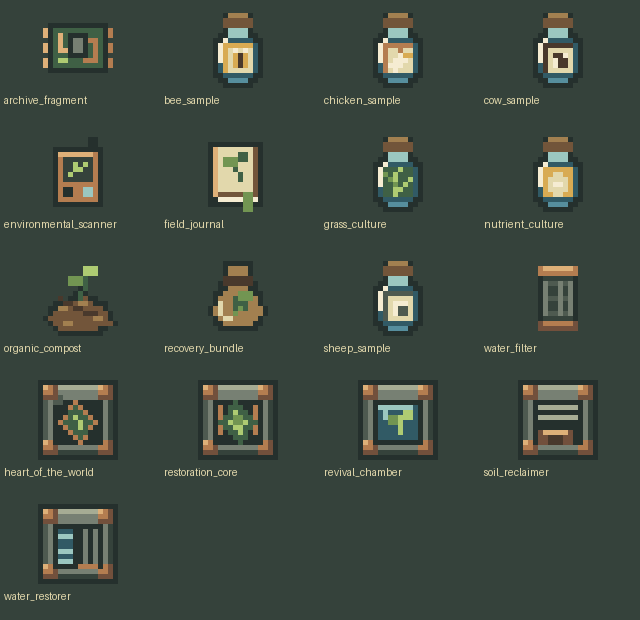 archive_fragment
bee_sample
chicken_sample
cow_sample
environmental_scanner
field_journal
grass_culture
nutrient_culture
organic_compost
recovery_bundle
sheep_sample
water_filter
heart_of_the_world
restoration_core
revival_chamber
soil_reclaimer
water_restorer